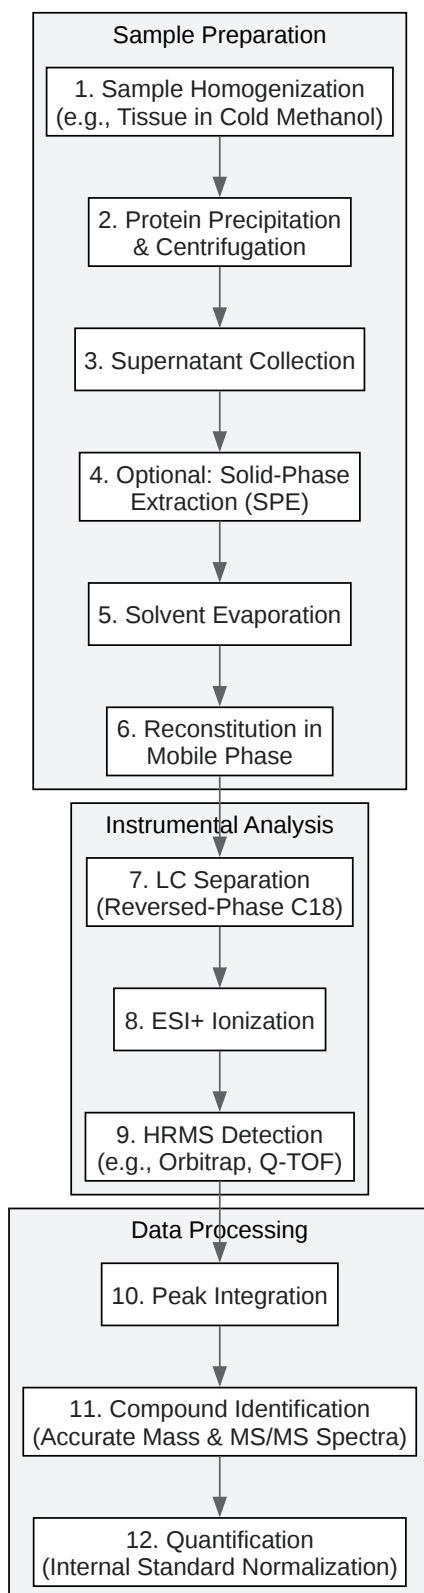 Sample Preparation
1. Sample Homogenization
(e.g., Tissue in Cold Methanol)
2. Protein Precipitation
& Centrifugation
3. Supernatant Collection
4. Optional: Solid-Phase
Extraction (SPE)
5. Solvent Evaporation
6. Reconstitution in
Mobile Phase
Instrumental Analysis
7. LC Separation
(Reversed-Phase C18)
8. ESI+ Ionization
9. HRMS Detection
(e.g., Orbitrap, Q-TOF)
Data Processing
10. Peak Integration
11. Compound Identification
(Accurate Mass & MS/MS Spectra)
12. Quantification
(Internal Standard Normalization)